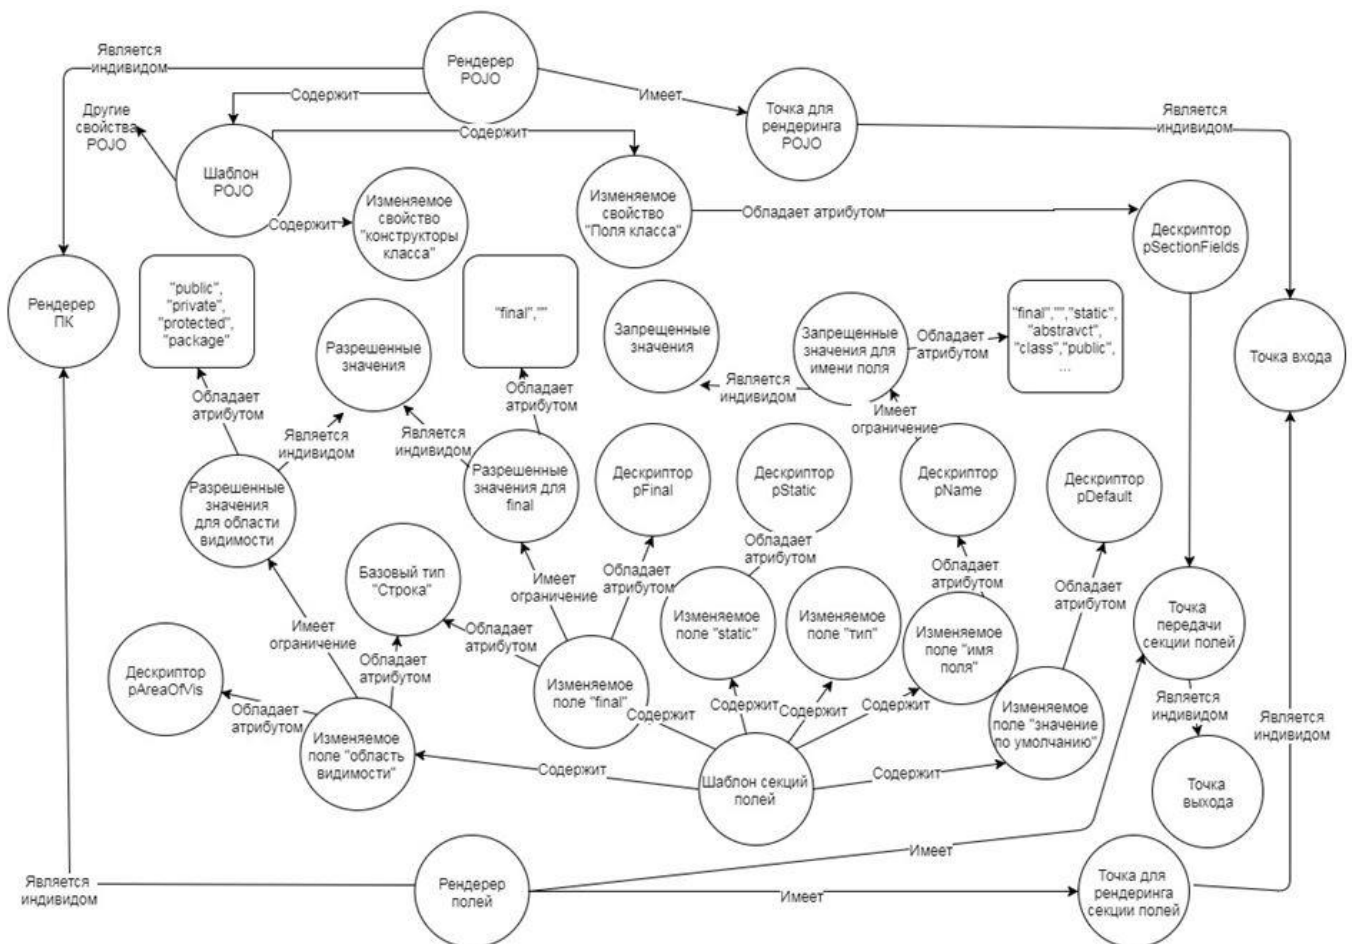 Является
индивидом
Рендерер
POJO
Содержит
Имеет
Другие
свойства
POJO
Точка для
рендеринга
POJO
Является
индивидом
Содержит
Шаблон
POJO
Содержит
Изменяемое
свойство
"конструкторы
класса"
Изменяемое
свойство
"Поля класса"
Обладает атрибутом
Дескриптор
pSectionFields
Рендерер
ПК
"public",
"private",
"protected",
"package"
Разрешенные
значения
"final",""
Запрещенные
значения
Запрещенные
значения для
имени поля
Обладает
атрибутом
"final","","static",
"abstravct",
"class","public",
...
Точка входа
Обладает
атрибутом
Является
индивидом
Является
индивидом
Обладает
атрибутом
Является
индивидом
Имеет
ограничение
Разрешенные
значения
для области
видимости
Разрешенные
значения для
final
Дескриптор
pFinal
Дескриптор
pStatic
Дескриптор
pName
Дескриптор
pDefault
Базовый тип
"Строка"
Имеет
ограничение
Обладает
атрибутом
Обладает
атрибутом
Обладает
атрибутом
Обладает
атрибутом
Имеет
ограничение
Обладает
атрибутом
Обладает
атрибутом
Изменяемое
поле "static"
Изменяемое
поле "тип"
Изменяемое
поле "имя
поля"
Точка
передачи
секции полей
Дескриптор
pAreaOfVis
Обладает
атрибутом
Изменяемое
поле "final"
Содержит
Содержит
Содержит
Содержит
Изменяемое
поле "значение
по умолчанию"
Является
индивидом
Является
индивидом
Изменяемое
поле "область
видимости"
Содержит
Шаблон секций
полей
Содержит
Точка
выхода
Имеет
Является
индивидом
Рендерер
полей
Имеет
Точка для
рендеринга
секции полей